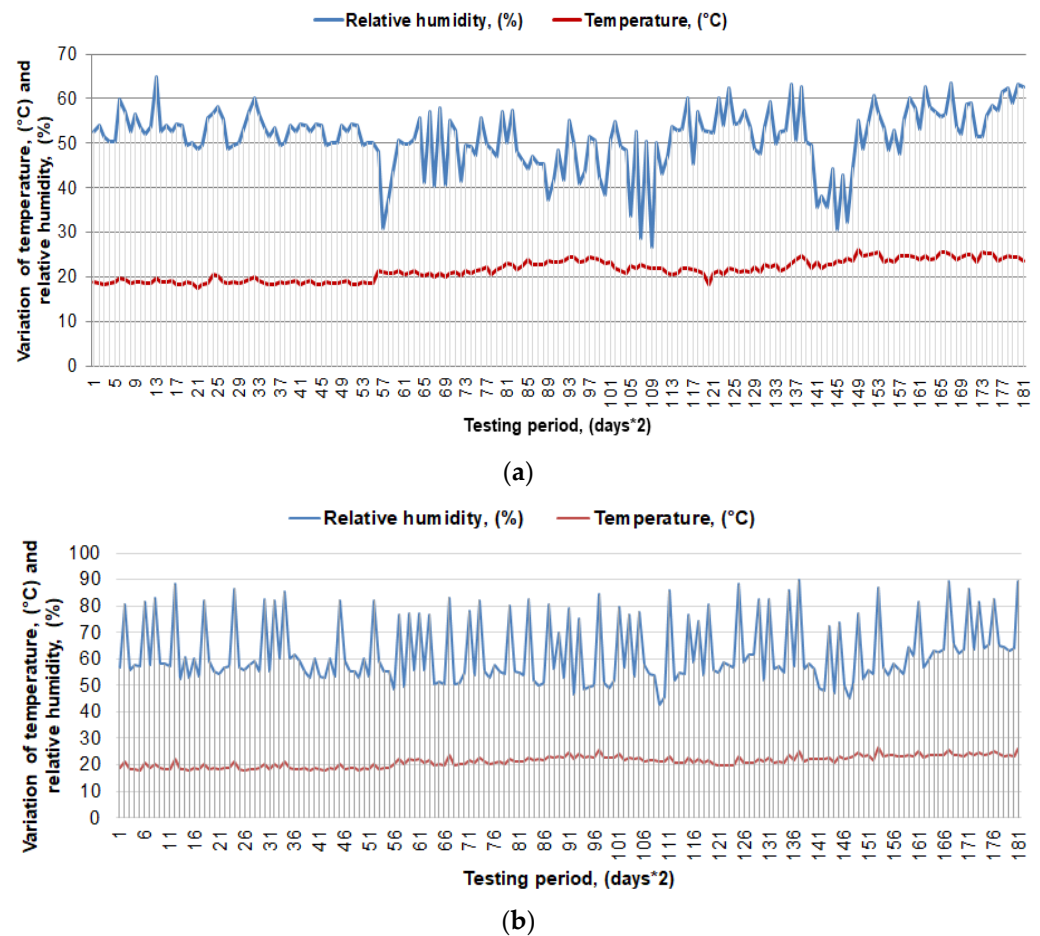 Relative humidity, (%) Temperature, (°C)
Variation of temperature, (°C) and
relative humidity, (%)
70
60
50
40
30
20
10
0
1 5 9 13 17 21 25 29 33 37 41 45 49 53 57 61 65 69 73 77 81 85 89 93 97 101 105 109 113 117 121 125 129 133 137 141 145 149 153 157 161 165 169 173 177 181
Testing period, (days*2)
(a)
Relative humidity, (%) Temperature, (°C)
Variation of temperature, (°C) and
relative humidity, (%)
100
90
80
70
60
50
40
30
20
10
0
1 6 11 16 21 26 31 36 41 46 51 56 61 66 71 76 81 86 91 96 101 106 111 116 121 126 131 136 141 146 151 156 161 166 171 176 181
Testing period, (days*2)
(b)